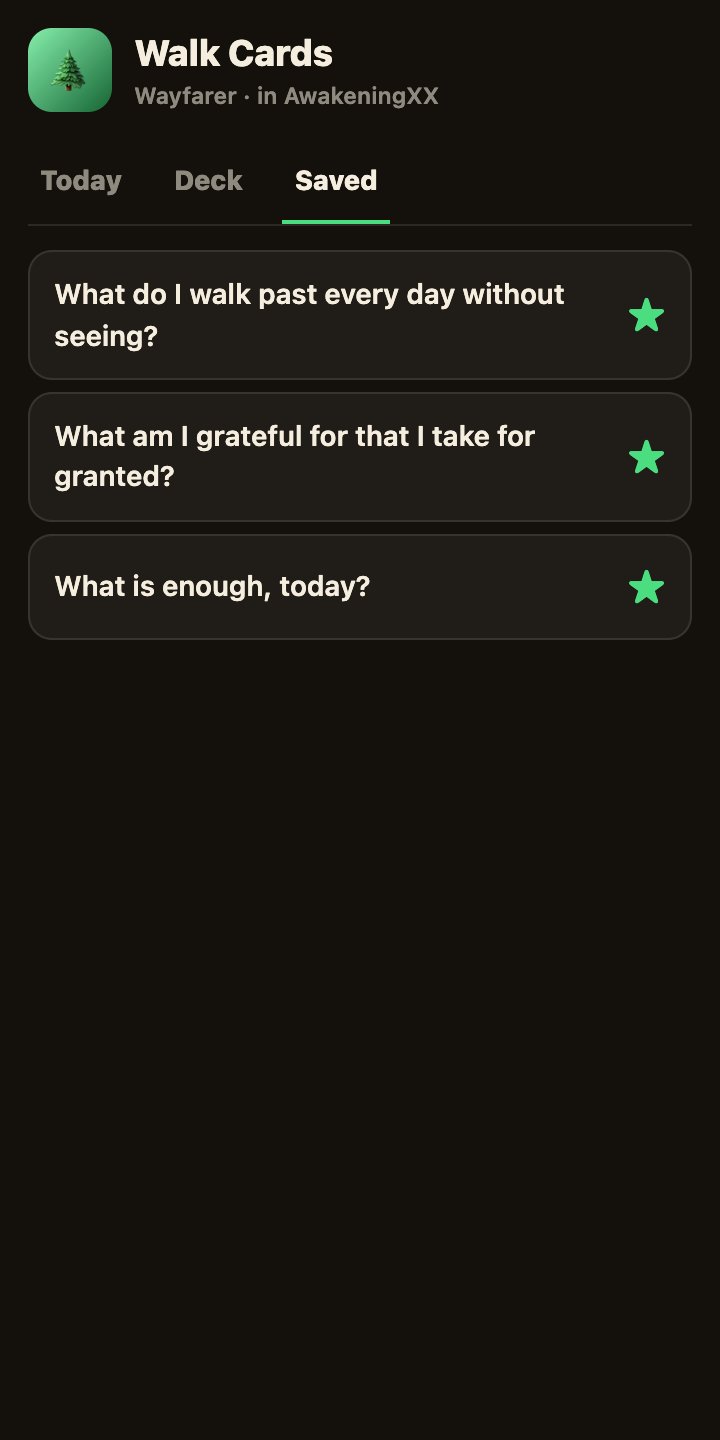 Walk Cards
Wayfarer · in AwakeningXX
Today Deck Saved
What do I walk past every day without
seeing?
What am I grateful for that I take for
granted?
What is enough, today?